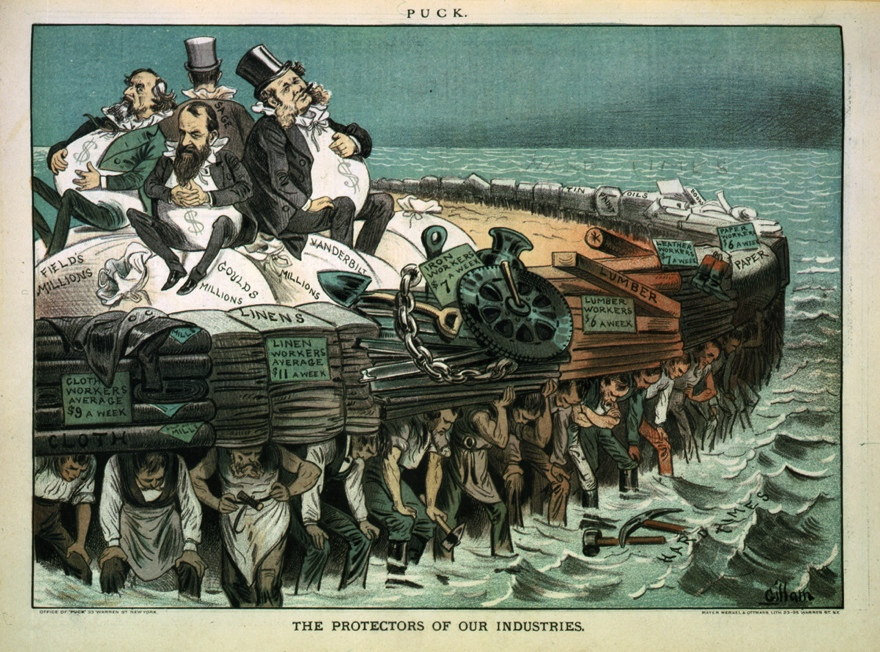 PUCK.
TIN
OILS
FIELD'S
MILLIONS
GOULD'S
MILLIONS
VANDERBILT
MILLIONS
$
$
$
IRON
WORKERS
$7 A WEEK
LEATHER
WORKERS
$7 A WEEK
PAPER
WORKERS
$6 A WEEK
PAPER
LUMBER
LUMBER
WORKERS
$6 A WEEK
LINENS
LINEN
WORKERS
AVERAGE
$11 A WEEK
CLOTH
WORKERS
AVERAGE
$9 A WEEK
MILLS
MILL
CLOTH
HARD TIMES
Gillam
OFFICE OF "PUCK" 23 WARREN ST. NEW YORK.
MAYER MERKEL & OTTMANN, LITH. 23-25 WARREN ST. N.Y.
THE PROTECTORS OF OUR INDUSTRIES.